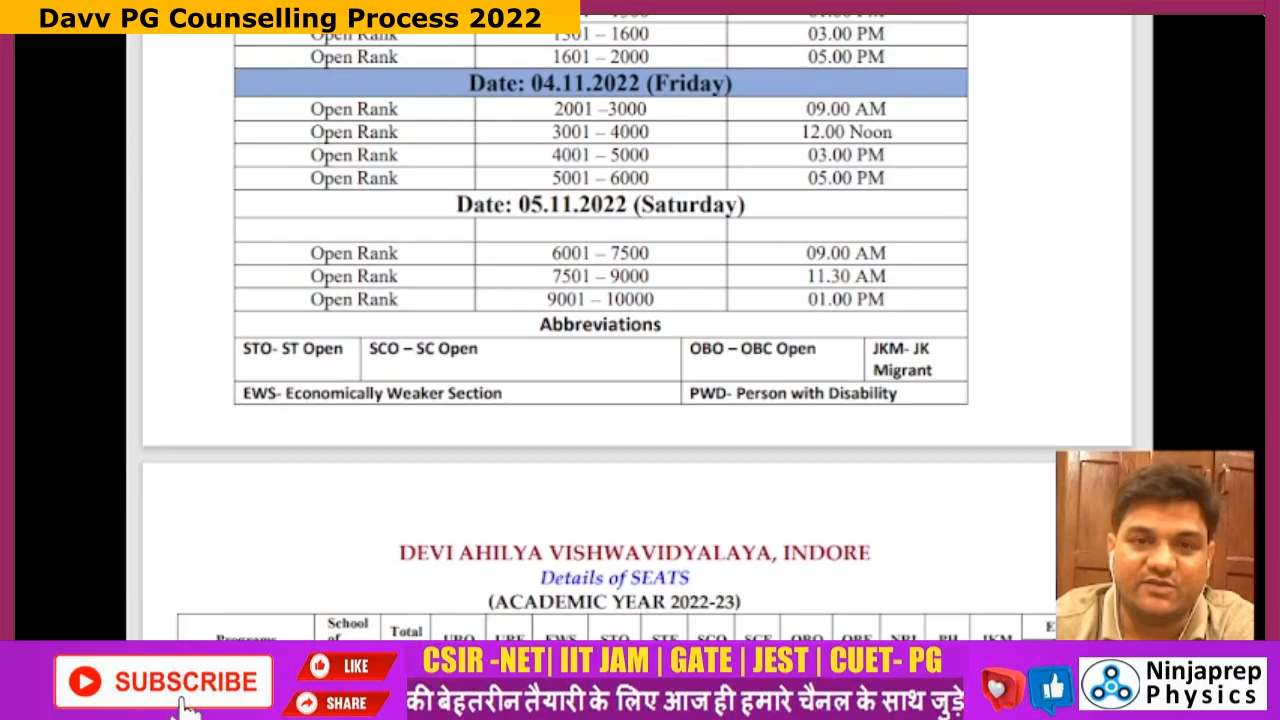 Davv PG Counselling Process 2022
Open Rank 1301 – 1600 03.00 PM
Open Rank 1601 – 2000 05.00 PM
Date: 04.11.2022 (Friday)
Open Rank 2001 –3000 09.00 AM
Open Rank 3001 – 4000 12.00 Noon
Open Rank 4001 – 5000 03.00 PM
Open Rank 5001 – 6000 05.00 PM
Date: 05.11.2022 (Saturday)
Open Rank 6001 – 7500 09.00 AM
Open Rank 7501 – 9000 11.30 AM
Open Rank 9001 – 10000 01.00 PM
Abbreviations
STO- ST Open SCO – SC Open OBO – OBC Open JKM- JK
Migrant
EWS- Economically Weaker Section PWD- Person with Disability
DEVI AHILYA VISHWAVIDYALAYA, INDORE
Details of SEATS
(ACADEMIC YEAR 2022-23)
School
of
Total
SUBSCRIBE
LIKE
SHARE
CSIR -NET| IIT JAM | GATE | JEST | CUET- PG
की बेहतरीन तैयारी के लिए आज ही हमारे चैनल के साथ जुड़े
Ninjaprep
Physics